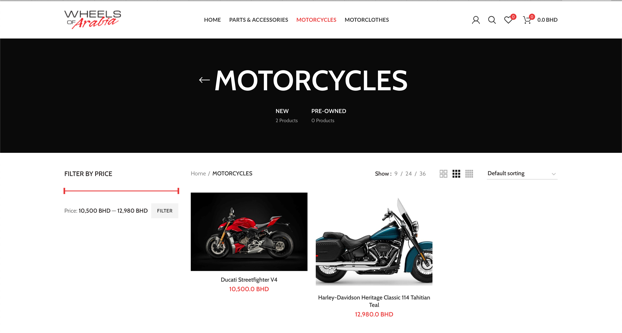 WHEELS
OF Arabia
HOME PARTS & ACCESSORIES MOTORCYCLES MOTORCLOTHES
0 0 0.0 BHD
MOTORCYCLES
NEW PRE-OWNED
2 Products 0 Products
FILTER BY PRICE
Home / MOTORCYCLES
Show : 9 / 24 / 36
Default sorting
Price: 10,500 BHD — 12,980 BHD FILTER
Ducati Streetfighter V4
10,500.0 BHD
Harley-Davidson Heritage Classic 114 Tahitian
Teal
12,980.0 BHD